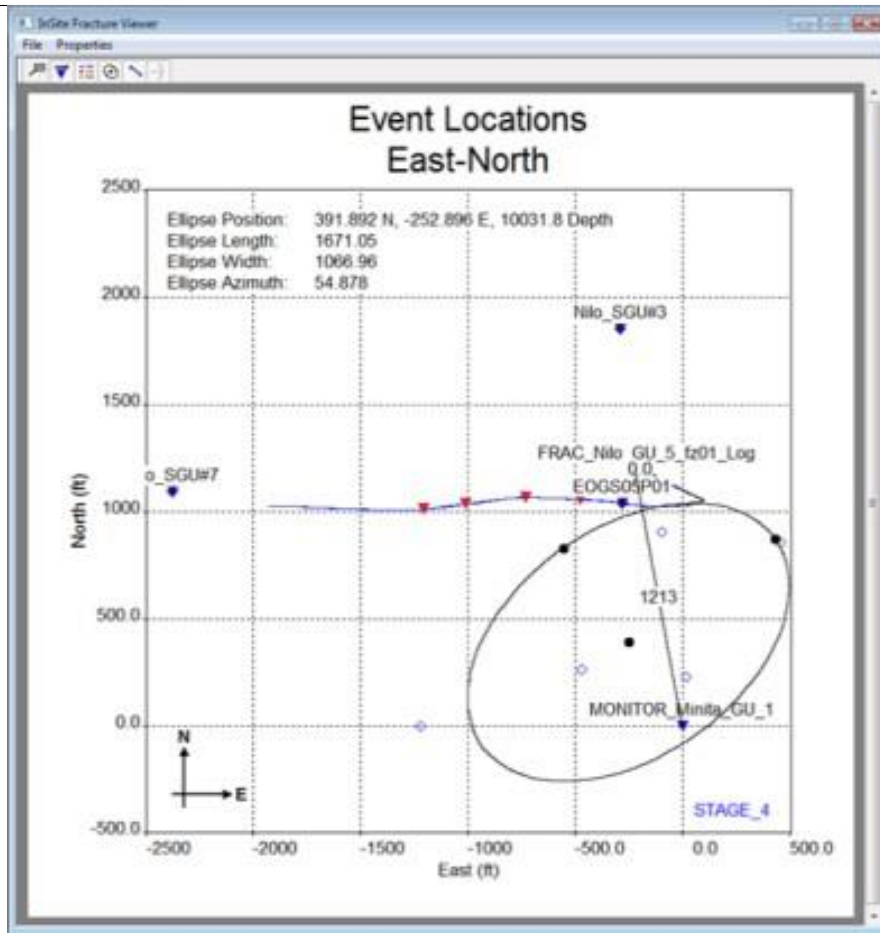 InSite Fracture Viewer
File Properties
Event Locations
East-North
2500
Ellipse Position: 391.892 N, -252.896 E, 10031.8 Depth
Ellipse Length: 1671.05
Ellipse Width: 1066.96
Ellipse Azimuth: 54.878
2000
Nilo_SGU#3
1500
FRAC_Nilo_GU_5_fz01_Log
o_SGU#7
0.0
EOGS05P01
1000
North (ft)
500.0
1213
MONITOR_Minita_GU_1
0.0
N
E
STAGE_4
-500.0
-2500 -2000 -1500 -1000 -500.0 0.0 500.0
East (ft)